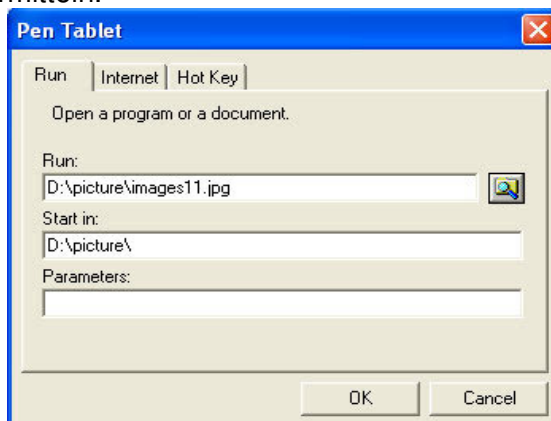 Pen Tablet
Run Internet Hot Key
Open a program or a document.
Run:
D:\picture\images11.jpg
Start in:
D:\picture\
Parameters:
OK Cancel